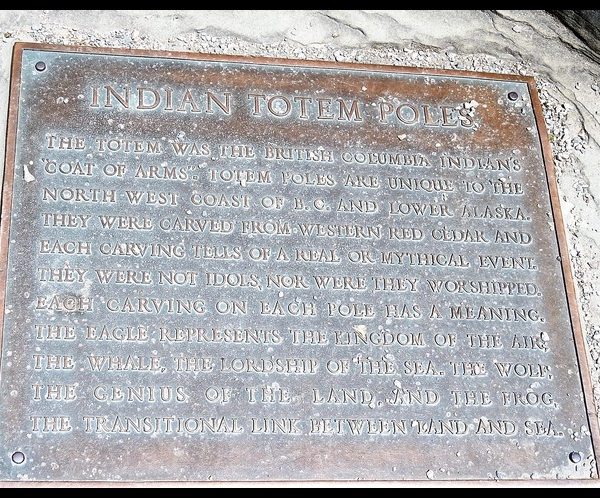 INDIAN TOTEM POLES
THE TOTEM WAS THE BRITISH COLUMBIA INDIAN'S
"COAT OF ARMS". TOTEM POLES ARE UNIQUE TO THE
NORTH WEST COAST OF B.C. AND LOWER ALASKA.
THEY WERE CARVED FROM WESTERN RED CEDAR AND
EACH CARVING TELLS OF A REAL OR MYTHICAL EVENT.
THEY WERE NOT IDOLS, NOR WERE THEY WORSHIPPED.
EACH CARVING ON EACH POLE HAS A MEANING.
THE EAGLE REPRESENTS THE KINGDOM OF THE AIR,
THE WHALE, THE LORDSHIP OF THE SEA. THE WOLF,
THE GENIUS OF THE LAND, AND THE FROG,
THE TRANSITIONAL LINK BETWEEN LAND AND SEA.